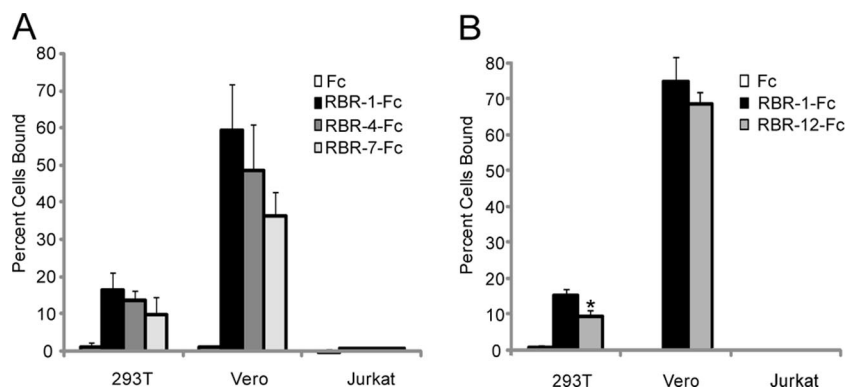 A
Percent Cells Bound
80
70
60
50
40
30
20
10
0
Fc
RBR-1-Fc
RBR-4-Fc
RBR-7-Fc
293T Vero Jurkat
B
Percent Cells Bound
80
70
60
50
40
30
20
10
0
Fc
RBR-1-Fc
RBR-12-Fc
*
293T Vero Jurkat